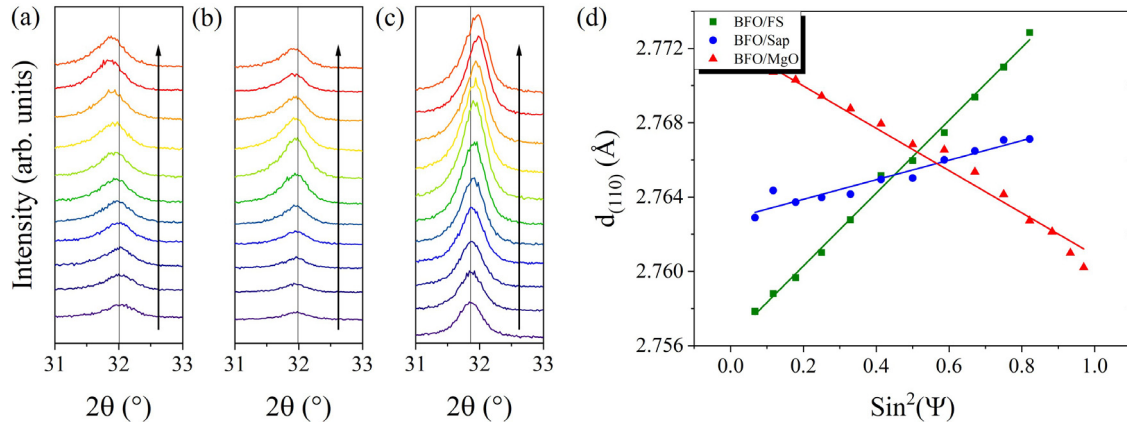 (a)
(b)
(c)
(d)
Intensity (arb. units)
31 32 33
31 32 33
31 32 33
2θ (°)
2θ (°)
2θ (°)
BFO/FS
BFO/Sap
BFO/MgO
d(110) (Å)
2.772
2.768
2.764
2.760
2.756
0.0 0.2 0.4 0.6 0.8 1.0
Sin²(Ψ)